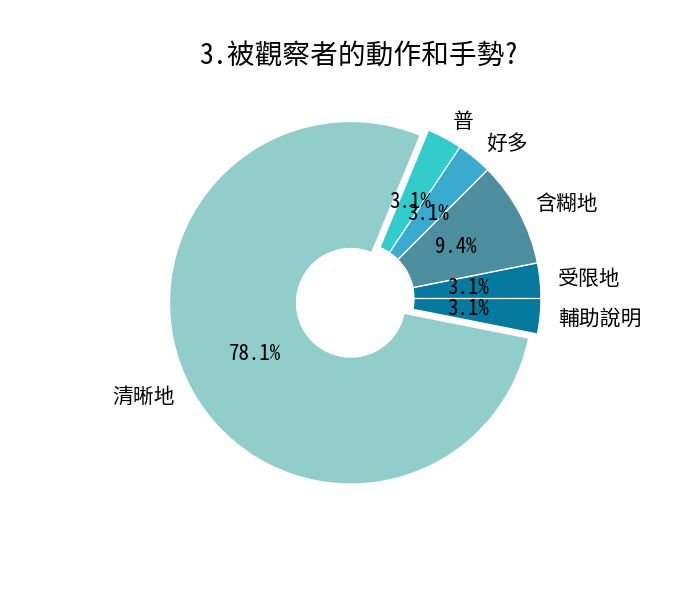 3.被觀察者的動作和手勢?
普
好多
3.1%
3.1%
含糊地
9.4%
受限地
3.1%
3.1%
輔助說明
78.1%
清晰地